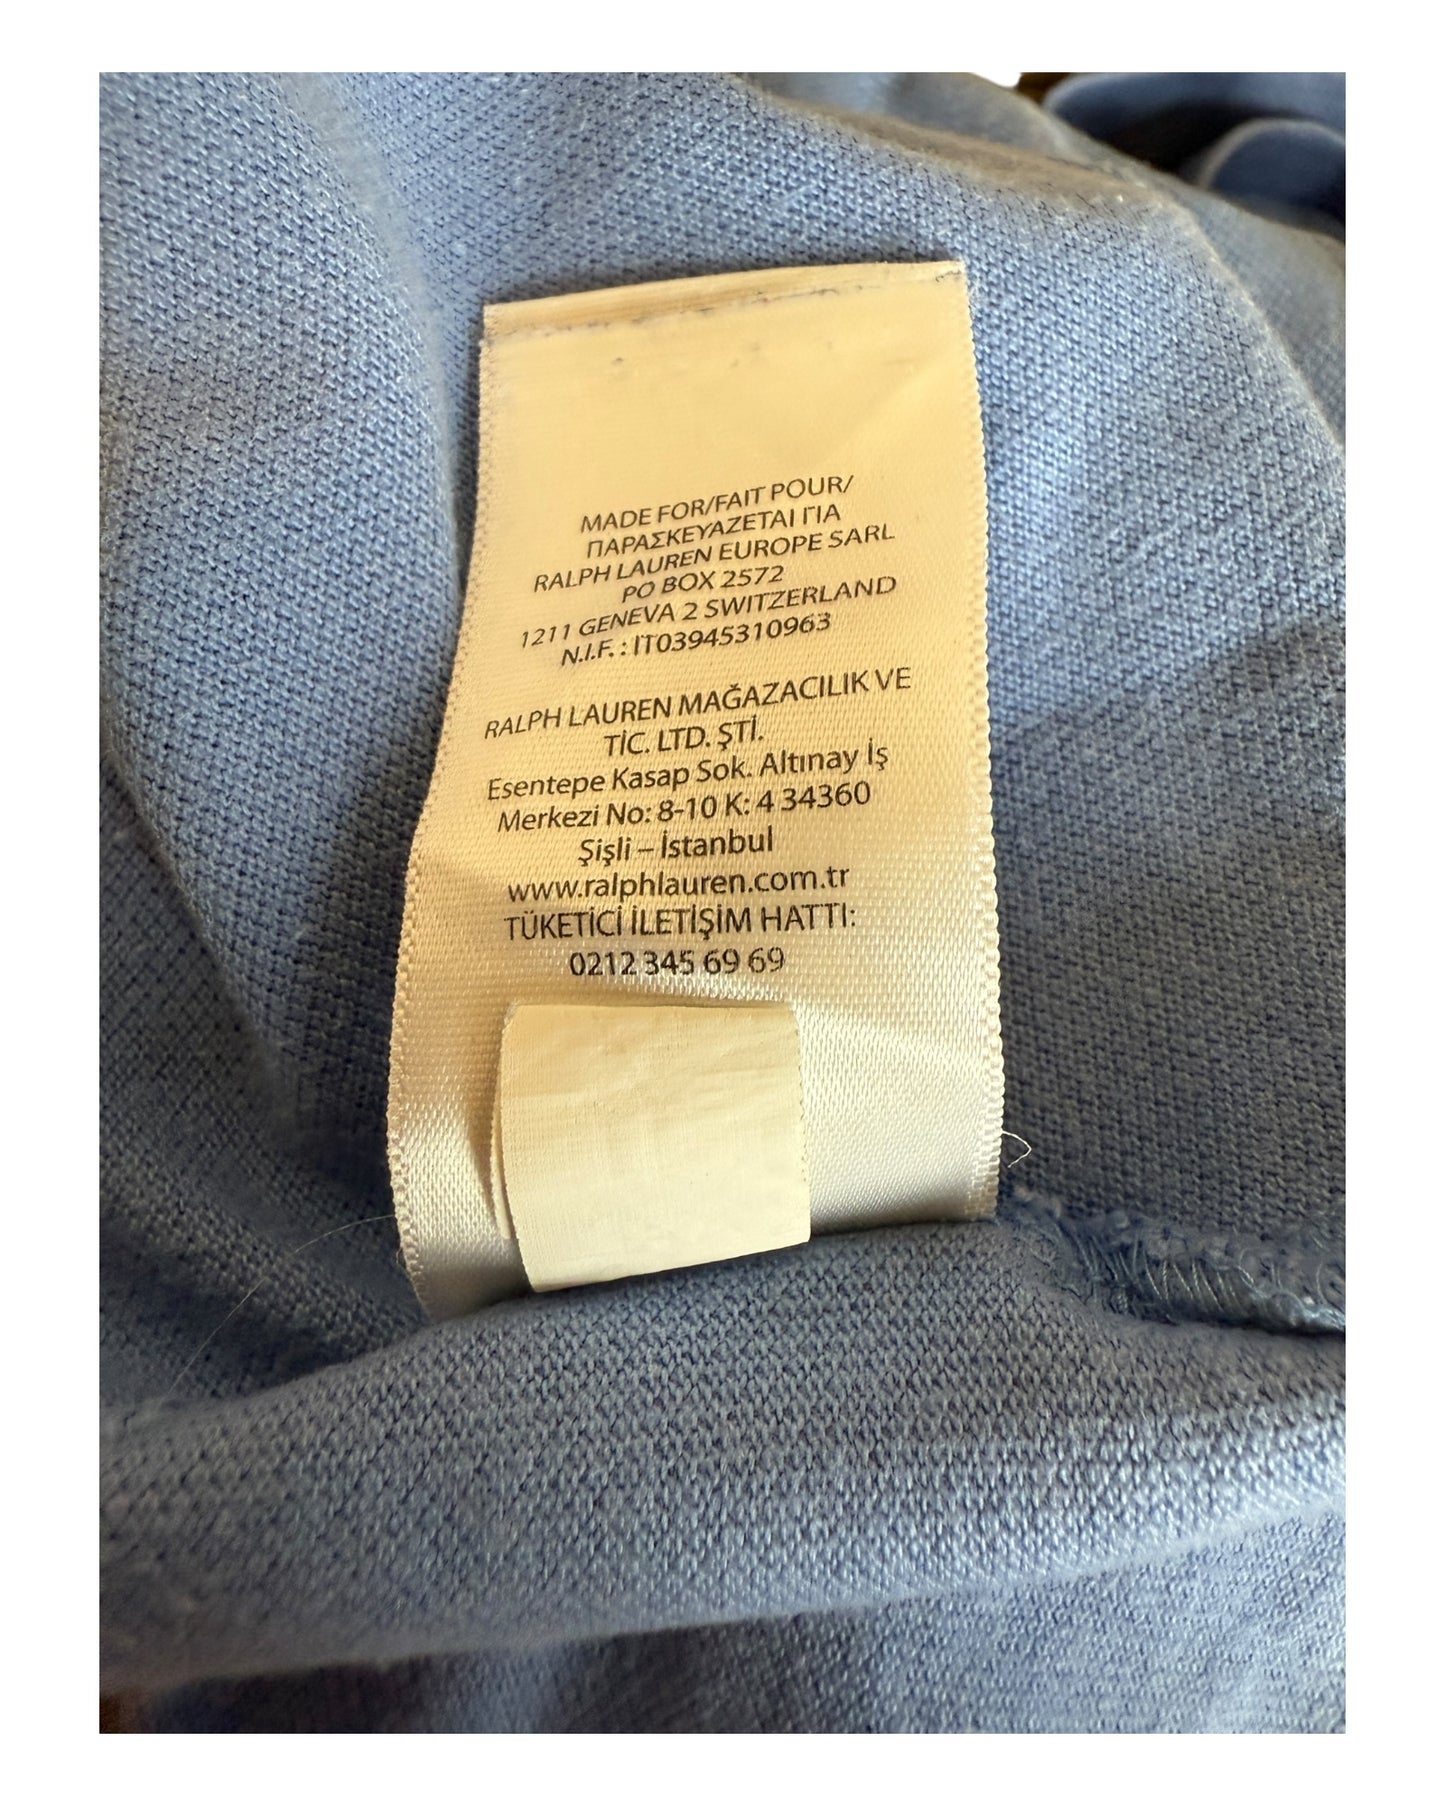 MADE FOR/FAIT POUR/
ΠΑΡΑΣΚΕΥΑΖΕΤΑΙ ΓΙΑ
RALPH LAUREN EUROPE SARL
PO BOX 2572
1211 GENEVA 2 SWITZERLAND
N.I.F. : IT03945310963
RALPH LAUREN MAĞAZACILIK VE
TİC. LTD. ŞTİ.
Esentepe Kasap Sok. Altınay İş
Merkezi No: 8-10 K: 4 34360
Şişli – İstanbul
www.ralphlauren.com.tr
TÜKETİCİ İLETİŞİM HATTI:
0212 345 69 69